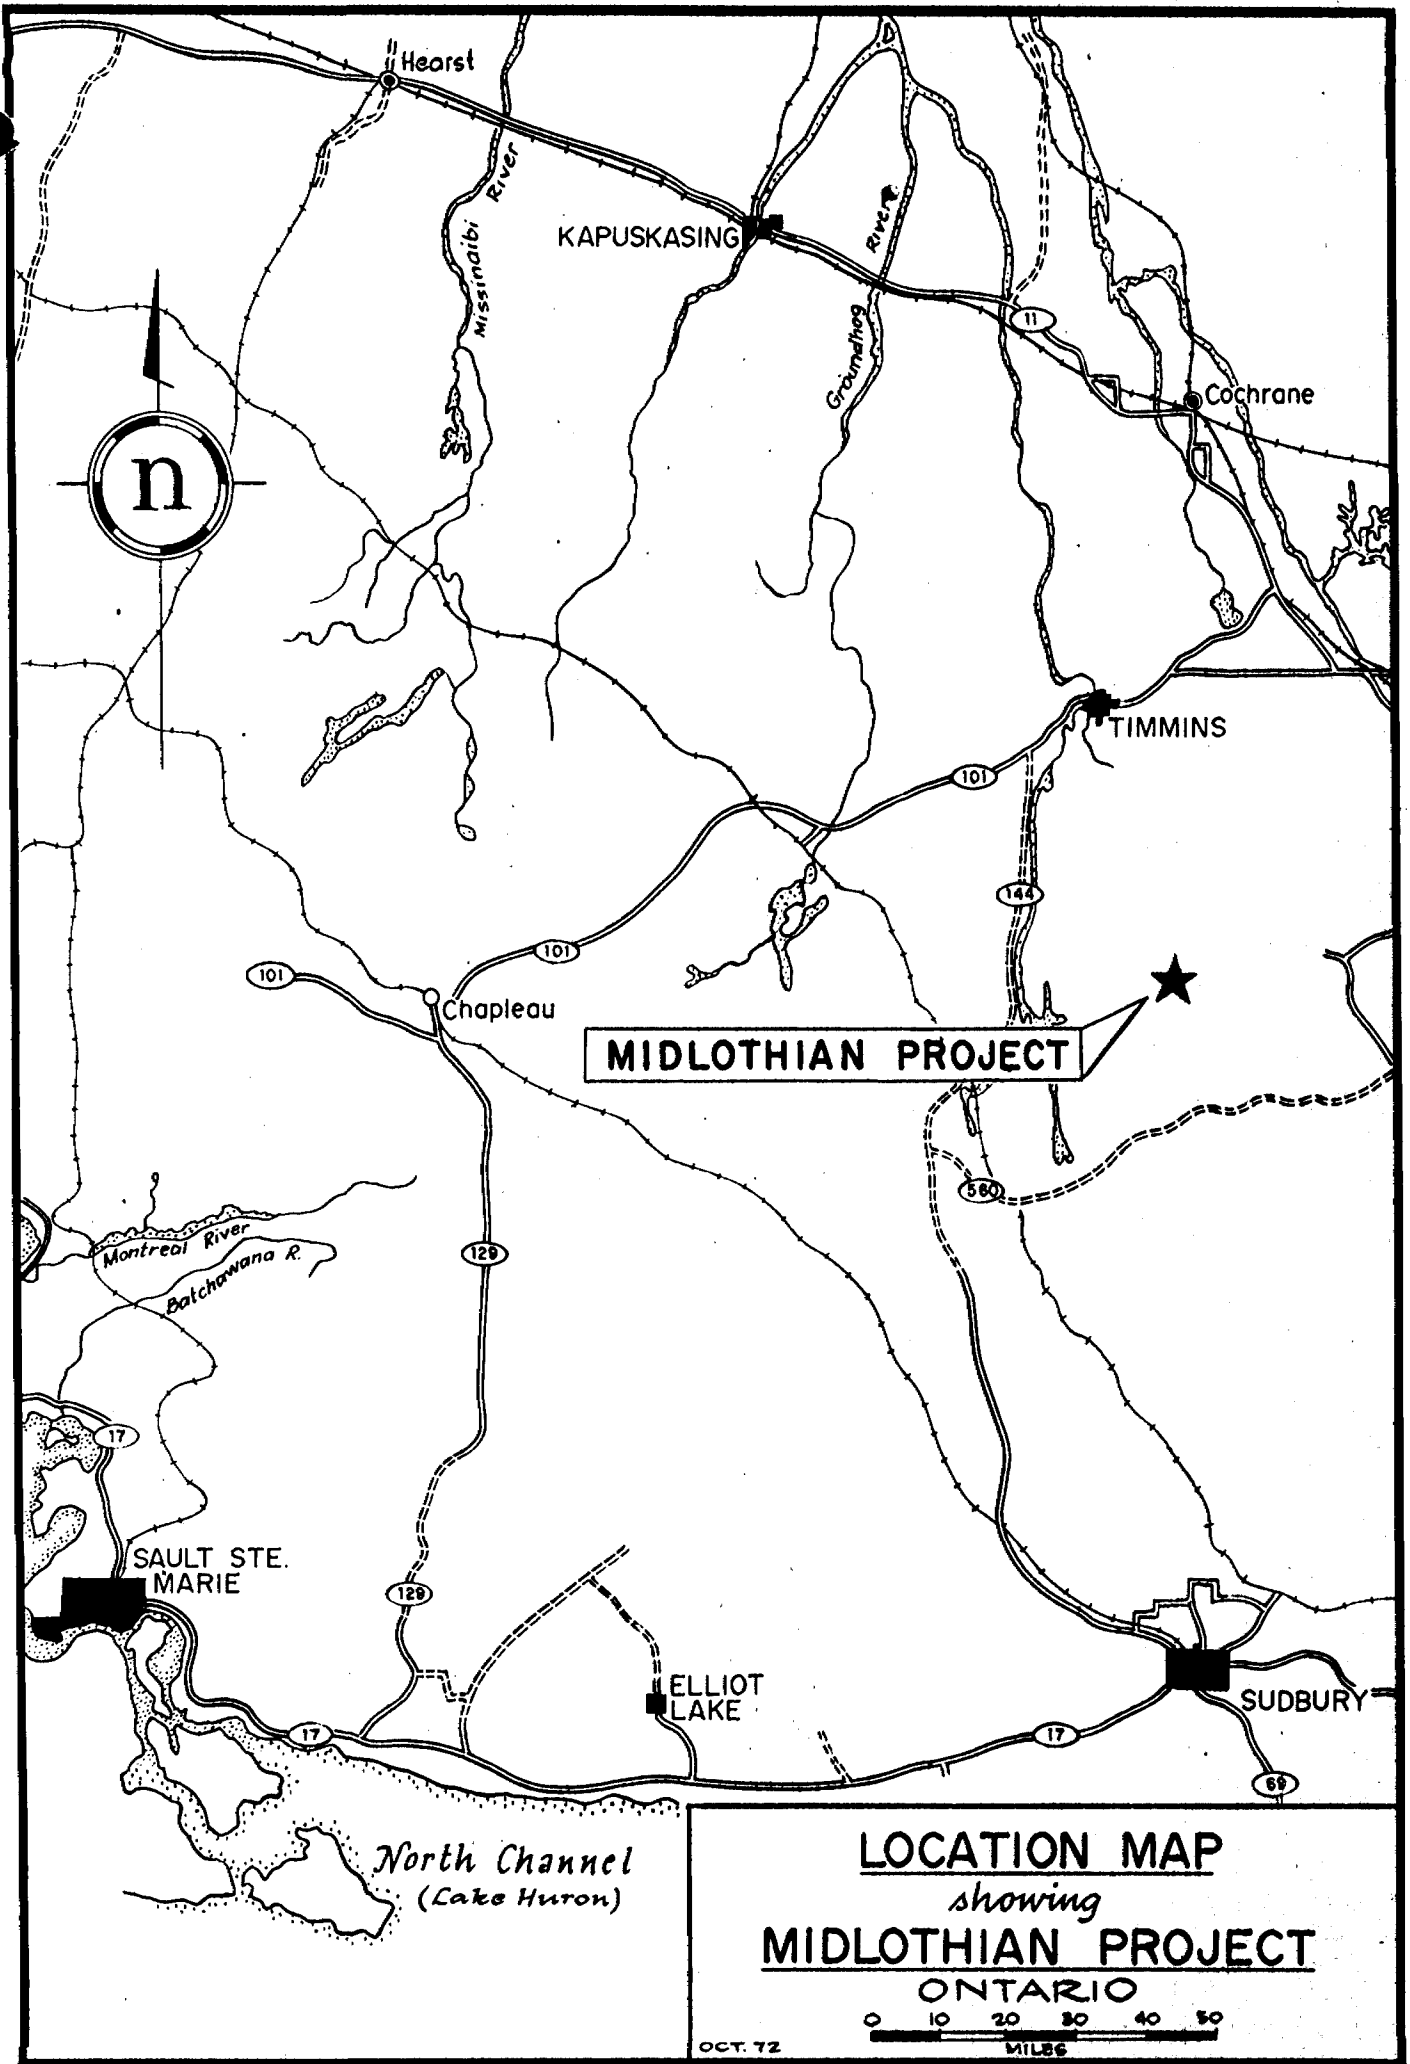 Hearst
Missinaibi River
KAPUSKASING
Groundhog River
11
Cochrane
n
TIMMINS
101
144
101
101
Chapleau
MIDLOTHIAN PROJECT
560
Montreal River
Batchawana R.
129
17
SAULT STE.
MARIE
129
ELLIOT
LAKE
SUDBURY
17
17
69
North Channel
(Lake Huron)
LOCATION MAP
showing
MIDLOTHIAN PROJECT
ONTARIO
0 10 20 30 40 50
MILES
OCT. 72